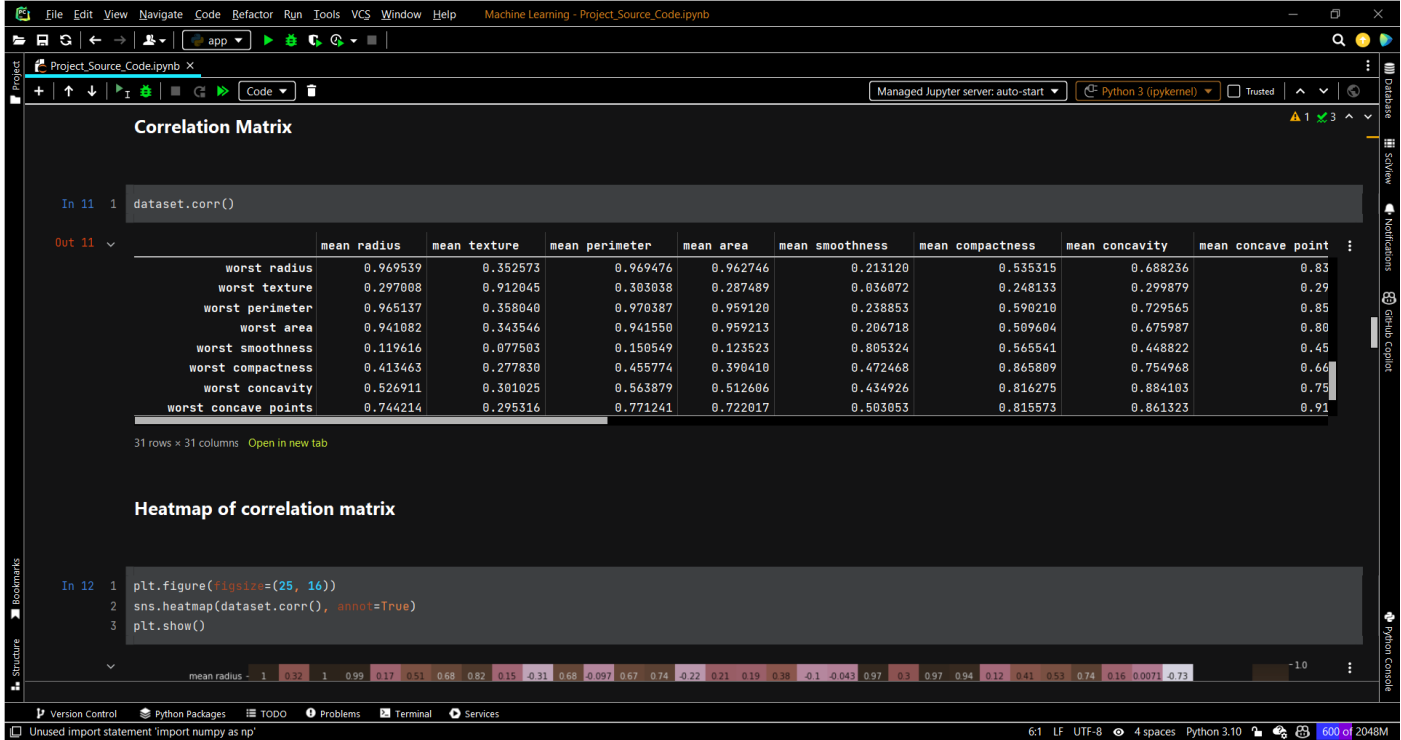 PC File Edit View Navigate Code Refactor Run Tools VCS Window Help Machine Learning - Project_Source_Code.ipynb
app
Project_Source_Code.ipynb
Code Managed Jupyter server: auto-start Python 3 (ipykernel) Trusted
Project
Correlation Matrix
1 3
Database
SciView
Notifications
GitHub Copilot
In 11 1 dataset.corr()
Out 11
mean radius mean texture mean perimeter mean area mean smoothness mean compactness mean concavity mean concave point
worst radius 0.969539 0.352573 0.969476 0.962746 0.213120 0.535315 0.688236 0.83
worst texture 0.297008 0.912045 0.303038 0.287489 0.036072 0.248133 0.299879 0.29
worst perimeter 0.965137 0.358040 0.970387 0.959120 0.238853 0.590210 0.729565 0.85
worst area 0.941082 0.343546 0.941550 0.959213 0.206718 0.509604 0.675987 0.80
worst smoothness 0.119616 0.077503 0.150549 0.123523 0.805324 0.565541 0.448822 0.45
worst compactness 0.413463 0.277830 0.455774 0.390410 0.472468 0.865809 0.754968 0.66
worst concavity 0.526911 0.301025 0.563879 0.512606 0.434926 0.816275 0.884103 0.75
worst concave points 0.744214 0.295316 0.771241 0.722017 0.503053 0.815573 0.861323 0.91
31 rows × 31 columns Open in new tab
Heatmap of correlation matrix
In 12 1 plt.figure(figsize=(25, 16))
2 sns.heatmap(dataset.corr(), annot=True)
3 plt.show()
Bookmarks
Structure
Python Console
mean radius - 1 0.32 1 0.99 0.17 0.51 0.68 0.82 0.15 -0.31 0.68 -0.097 0.67 0.74 -0.22 0.21 0.19 0.38 -0.1 -0.043 0.97 0.3 0.97 0.94 0.12 0.41 0.53 0.74 0.16 0.0071 -0.73 - 1.0
Version Control Python Packages TODO Problems Terminal Services
Unused import statement 'import numpy as np' 6:1 LF UTF-8 4 spaces Python 3.10 600 of 2048M